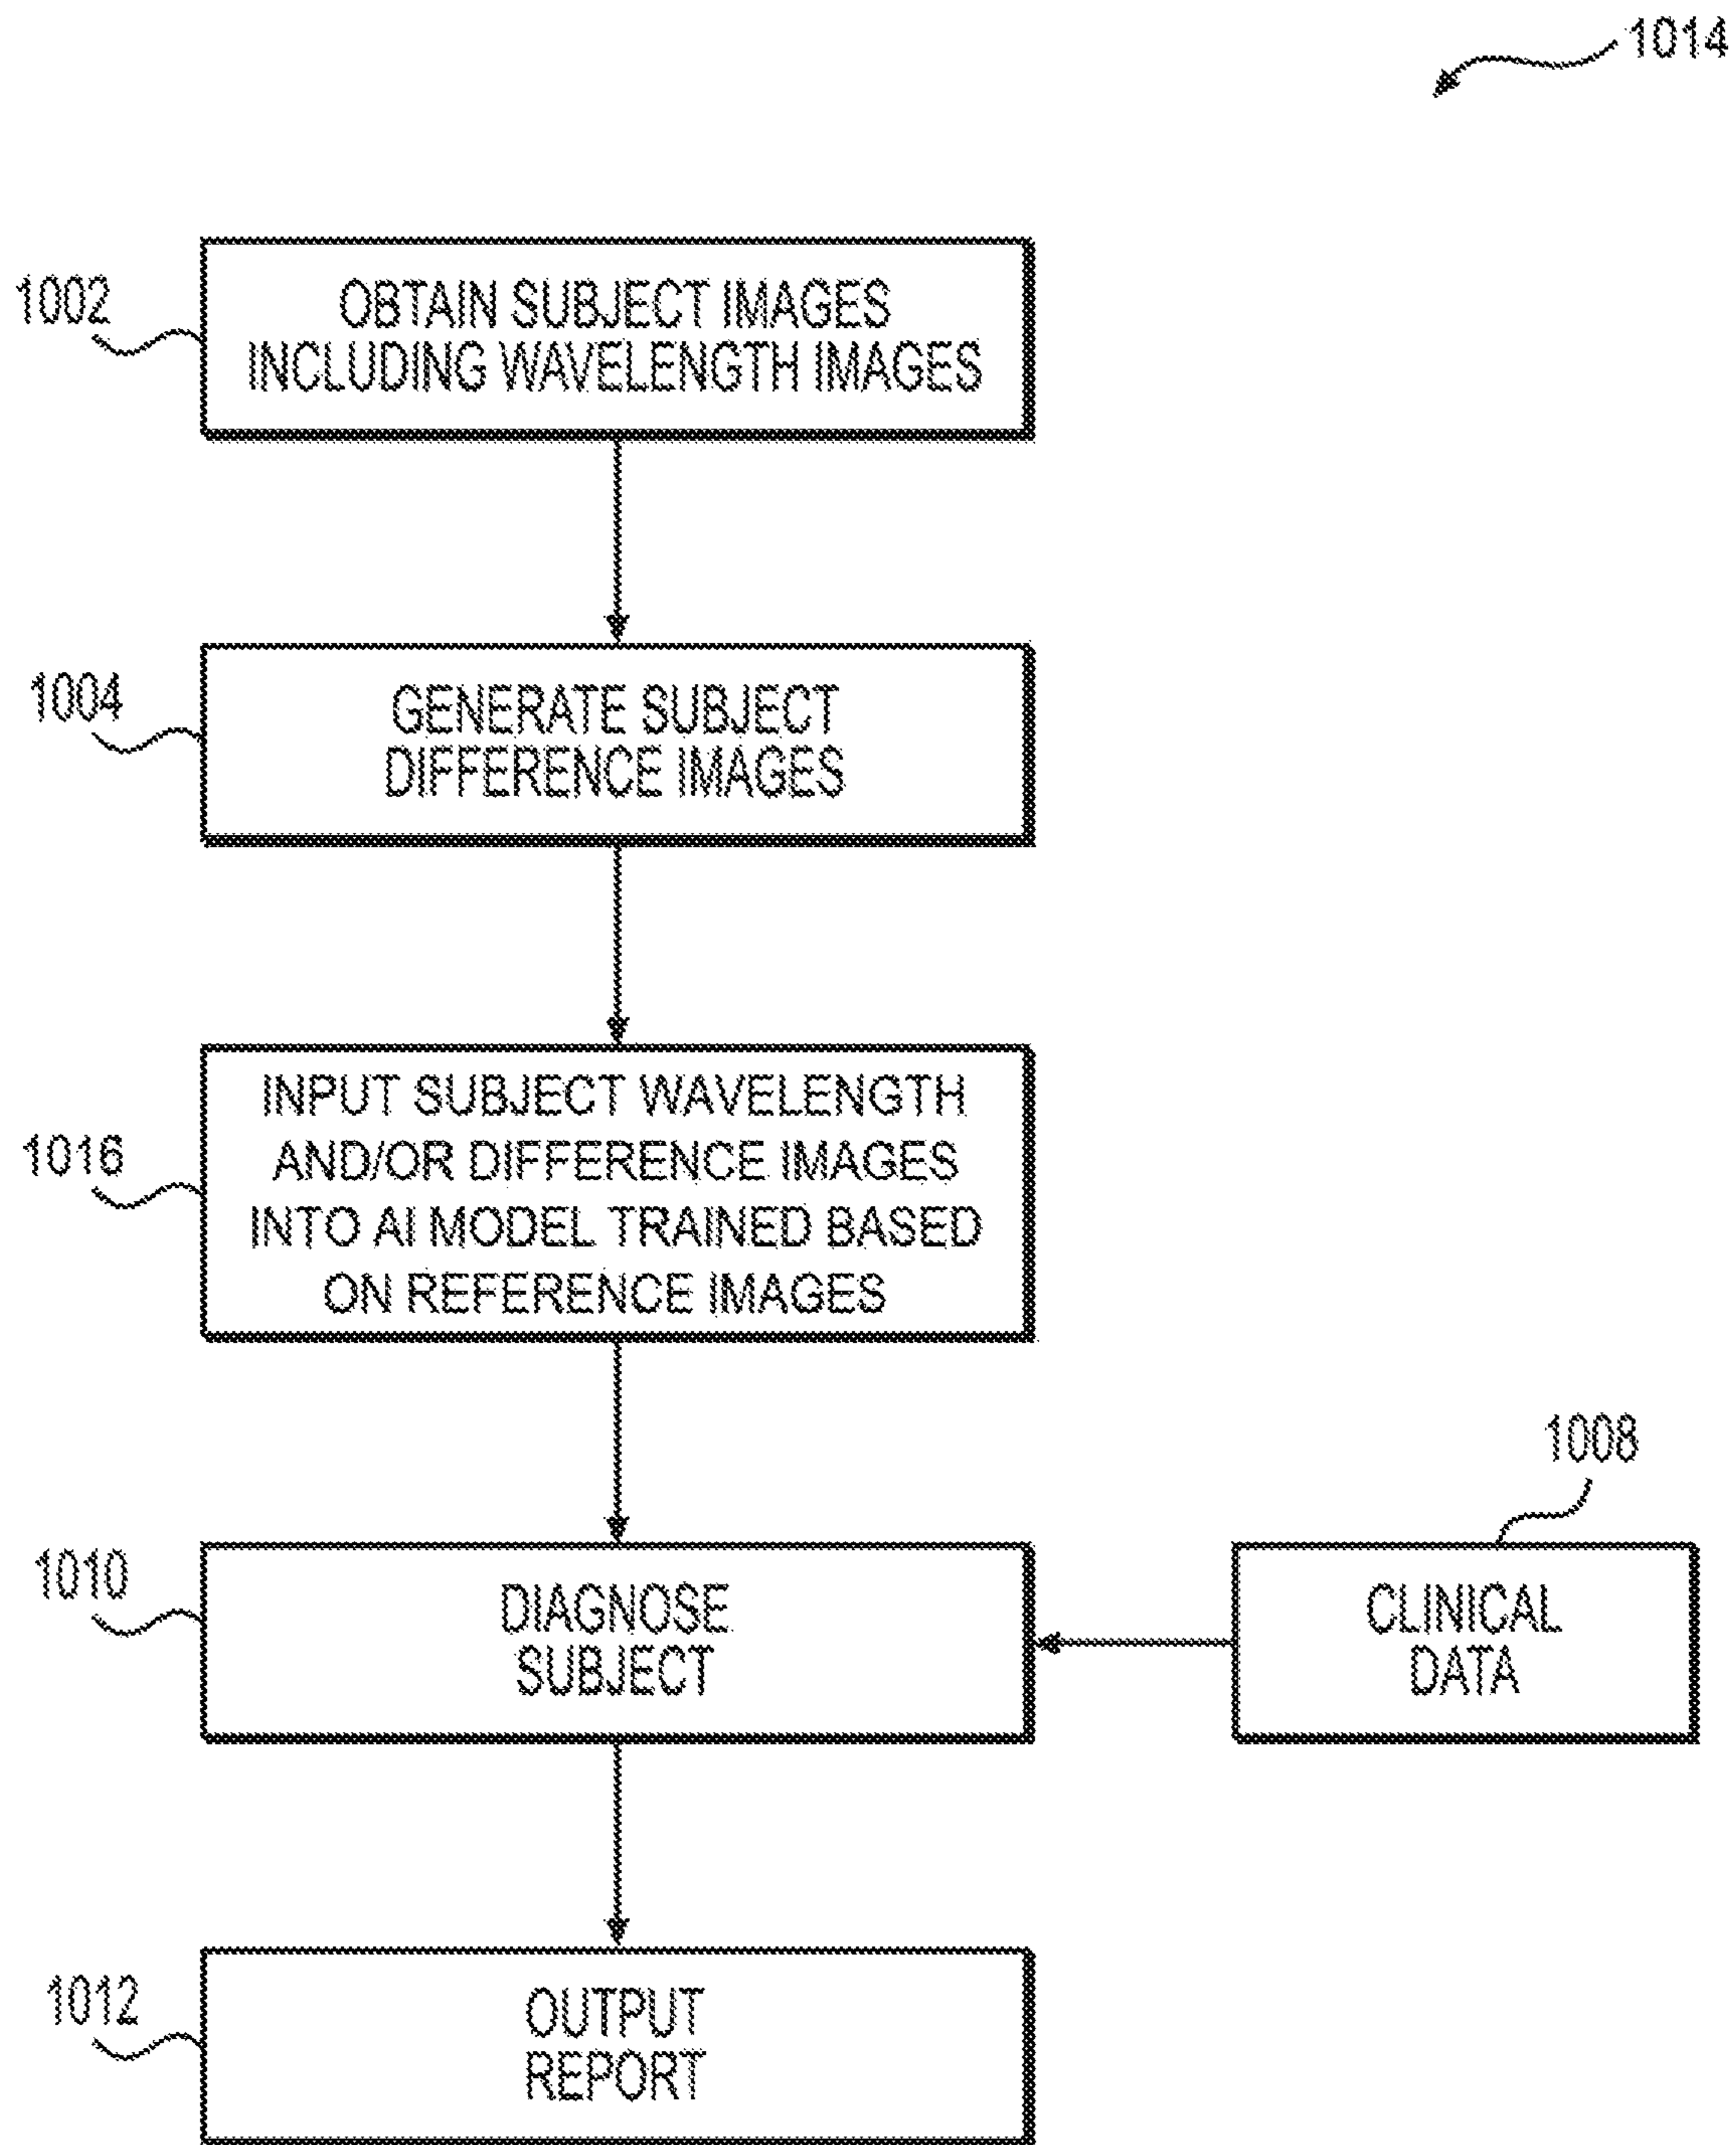 1014
1002
OBTAIN SUBJECT IMAGES
INCLUDING WAVELENGTH IMAGES
1004
GENERATE SUBJECT
DIFFERENCE IMAGES
1016
INPUT SUBJECT WAVELENGTH
AND/OR DIFFERENCE IMAGES
INTO AI MODEL TRAINED BASED
ON REFERENCE IMAGES
1008
1010
DIAGNOSE
SUBJECT
CLINICAL
DATA
1012
OUTPUT
REPORT